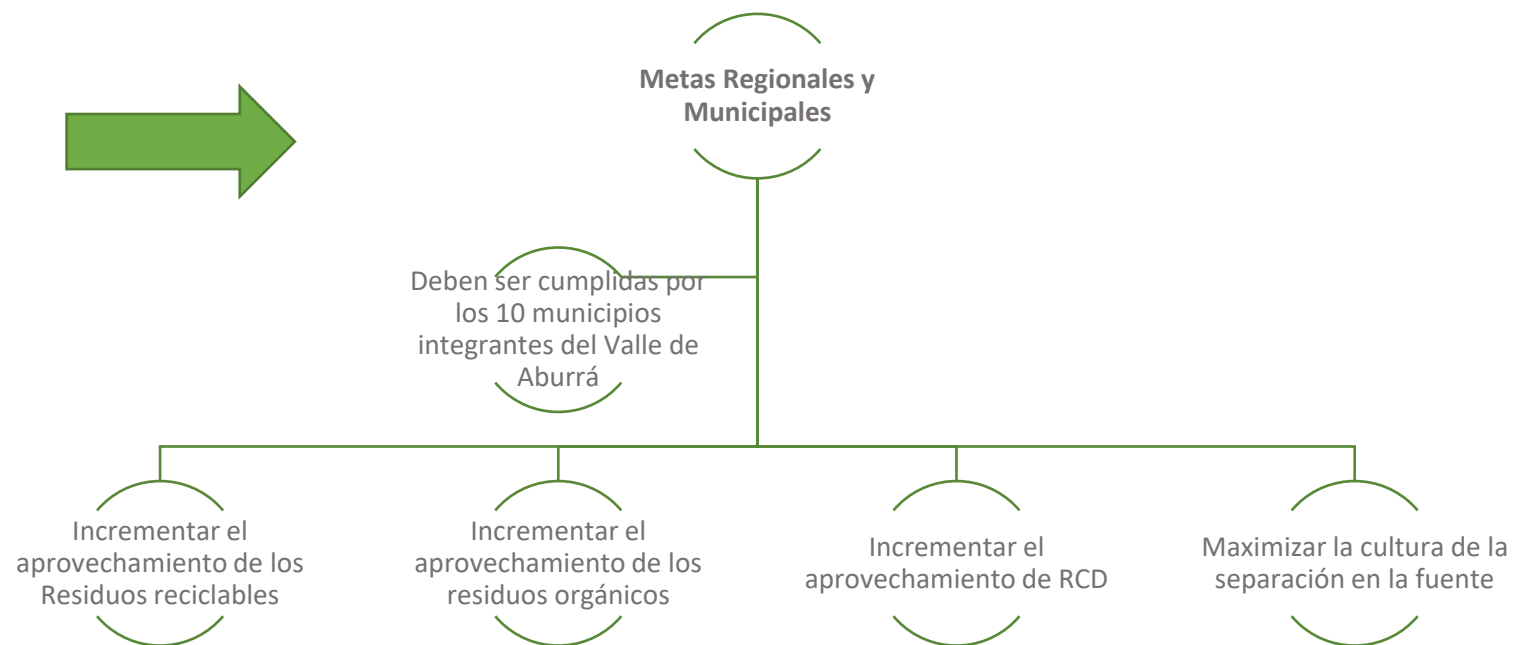 Metas Regionales y
Municipales
Deben ser cumplidas por
los 10 municipios
integrantes del Valle de
Aburrá
Incrementar el
aprovechamiento de los
Residuos reciclables
Incrementar el
aprovechamiento de los
residuos orgánicos
Incrementar el
aprovechamiento de RCD
Maximizar la cultura de la
separación en la fuente